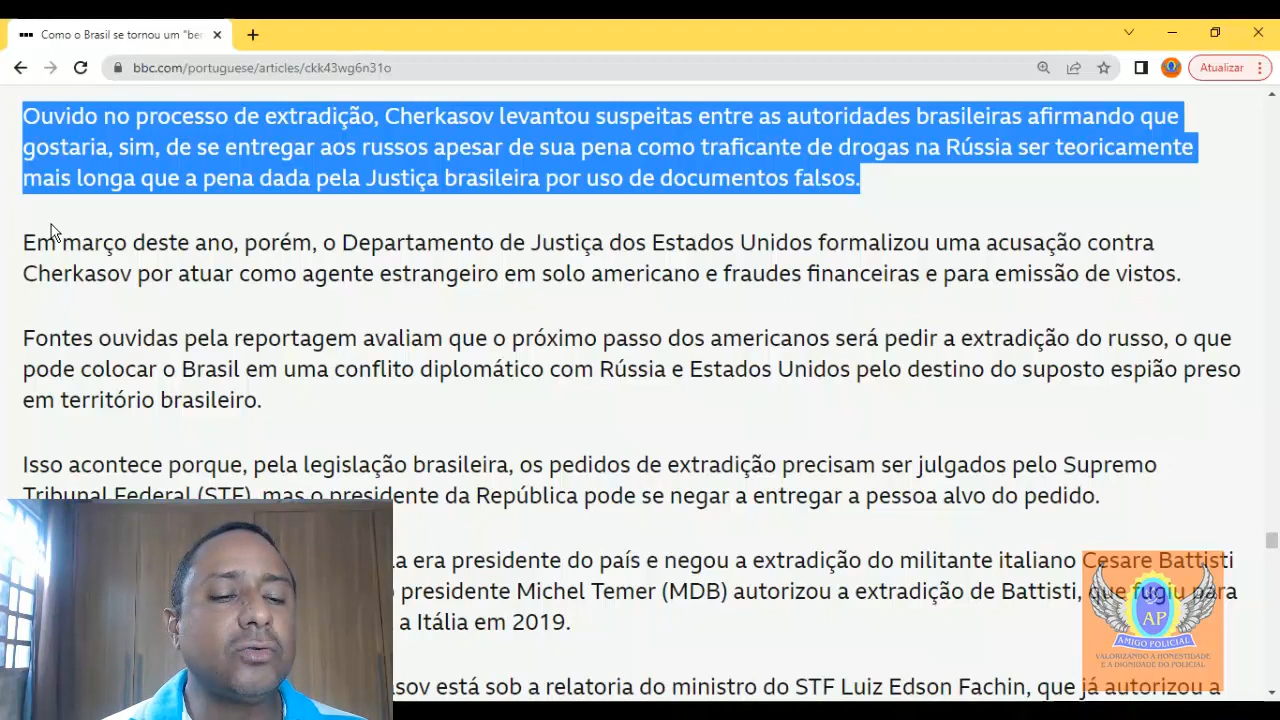 Como o Brasil se tornou um "ber
bbc.com/portuguese/articles/ckk43wg6n31o
Atualizar
Ouvido no processo de extradição, Cherkasov levantou suspeitas entre as autoridades brasileiras afirmando que
gostaria, sim, de se entregar aos russos apesar de sua pena como traficante de drogas na Rússia ser teoricamente
mais longa que a pena dada pela Justiça brasileira por uso de documentos falsos.
Em março deste ano, porém, o Departamento de Justiça dos Estados Unidos formalizou uma acusação contra
Cherkasov por atuar como agente estrangeiro em solo americano e fraudes financeiras e para emissão de vistos.
Fontes ouvidas pela reportagem avaliam que o próximo passo dos americanos será pedir a extradição do russo, o que
pode colocar o Brasil em uma conflito diplomático com Rússia e Estados Unidos pelo destino do suposto espião preso
em território brasileiro.
Isso acontece porque, pela legislação brasileira, os pedidos de extradição precisam ser julgados pelo Supremo
Tribunal Federal (STF), mas o presidente da República pode se negar a entregar a pessoa alvo do pedido.
la era presidente do país e negou a extradição do militante italiano Cesare Battisti
o presidente Michel Temer (MDB) autorizou a extradição de Battisti, que fugiu para
a Itália em 2019.
asov está sob a relatoria do ministro do STF Luiz Edson Fachin, que já autorizou a
AP
AMIGO POLICIAL
VALORIZANDO A HONESTIDADE
E A DIGNIDADE DO POLICIAL